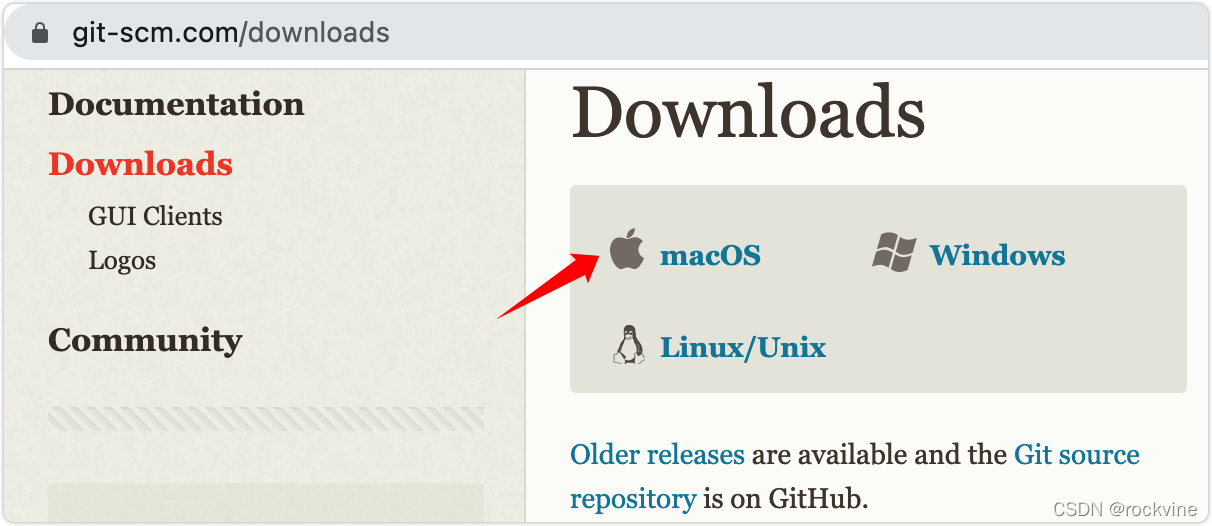 git-scm.com/downloads
Documentation
Downloads
GUI Clients
Logos
Community
Downloads
macOS
Windows
Linux/Unix
Older releases are available and the Git source
repository is on GitHub.
CSDN @rockvine